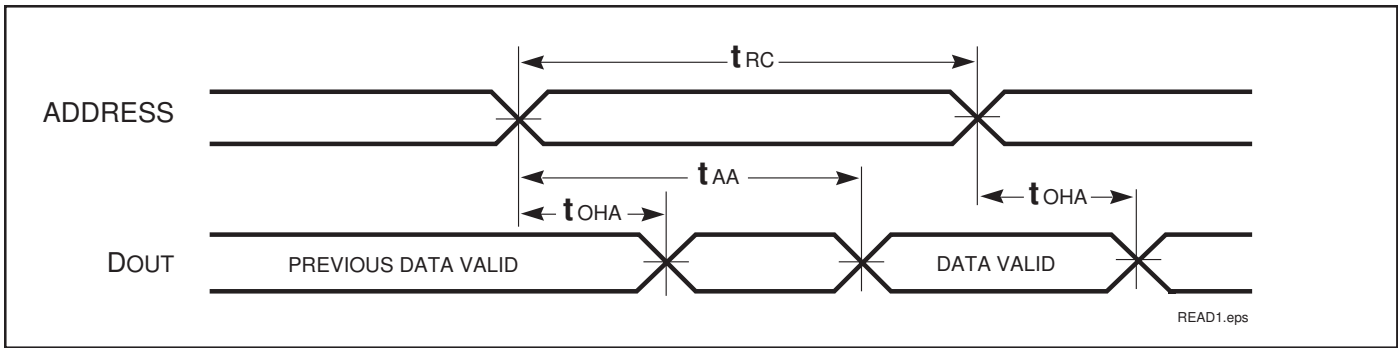 tRC
ADDRESS
tAA
tOHA
tOHA
DOUT
PREVIOUS DATA VALID
DATA VALID
READ1.eps